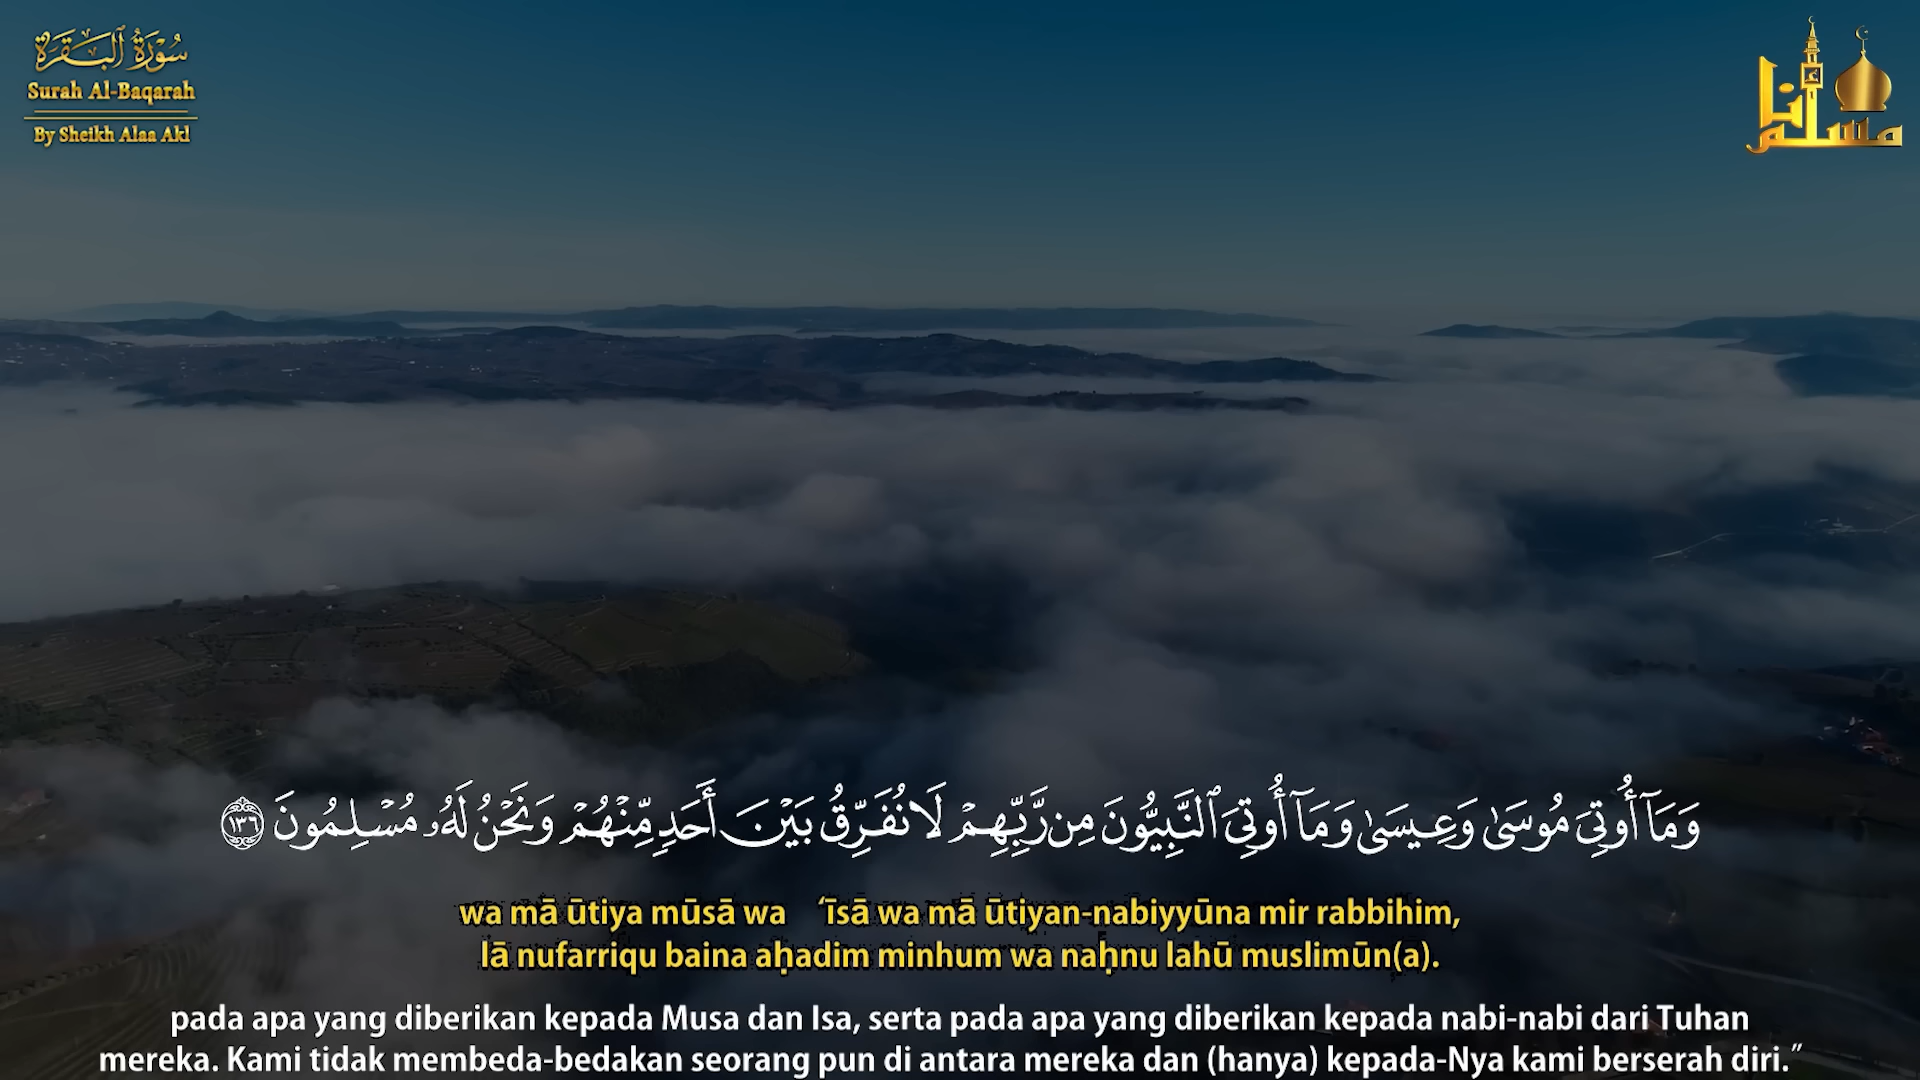 سُورَةُ ٱلْبَقَرَةِ
Surah Al-Baqarah
By Sheikh Alaa Akl
أنا
مسلم
وَمَآ أُوتِىَ مُوسَىٰ وَعِيسَىٰ وَمَآ أُوتِىَ ٱلنَّبِيُّونَ مِن رَّبِّهِمْ لَا نُفَرِّقُ بَيْنَ أَحَدٍ مِّنْهُمْ وَنَحْنُ لَهُۥ مُسْلِمُونَ ١٣٦
wa mā ūtiya mūsā wa ‘īsā wa mā ūtiyan-nabiyyūna mir rabbihim,
lā nufarriqu baina aḥadim minhum wa naḥnu lahū muslimūn(a).
pada apa yang diberikan kepada Musa dan Isa, serta pada apa yang diberikan kepada nabi-nabi dari Tuhan
mereka. Kami tidak membeda-bedakan seorang pun di antara mereka dan (hanya) kepada-Nya kami berserah diri.”